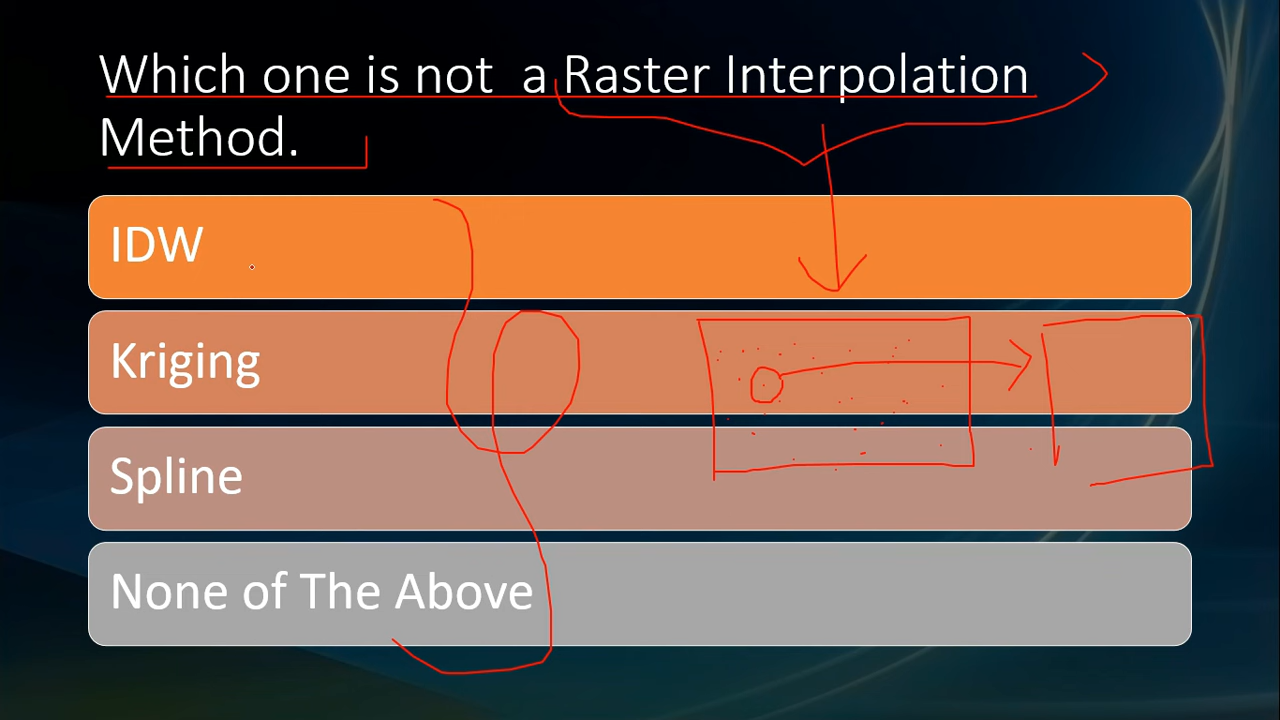 Which one is not a Raster Interpolation
Method.
IDW
Kriging
Spline
None of The Above